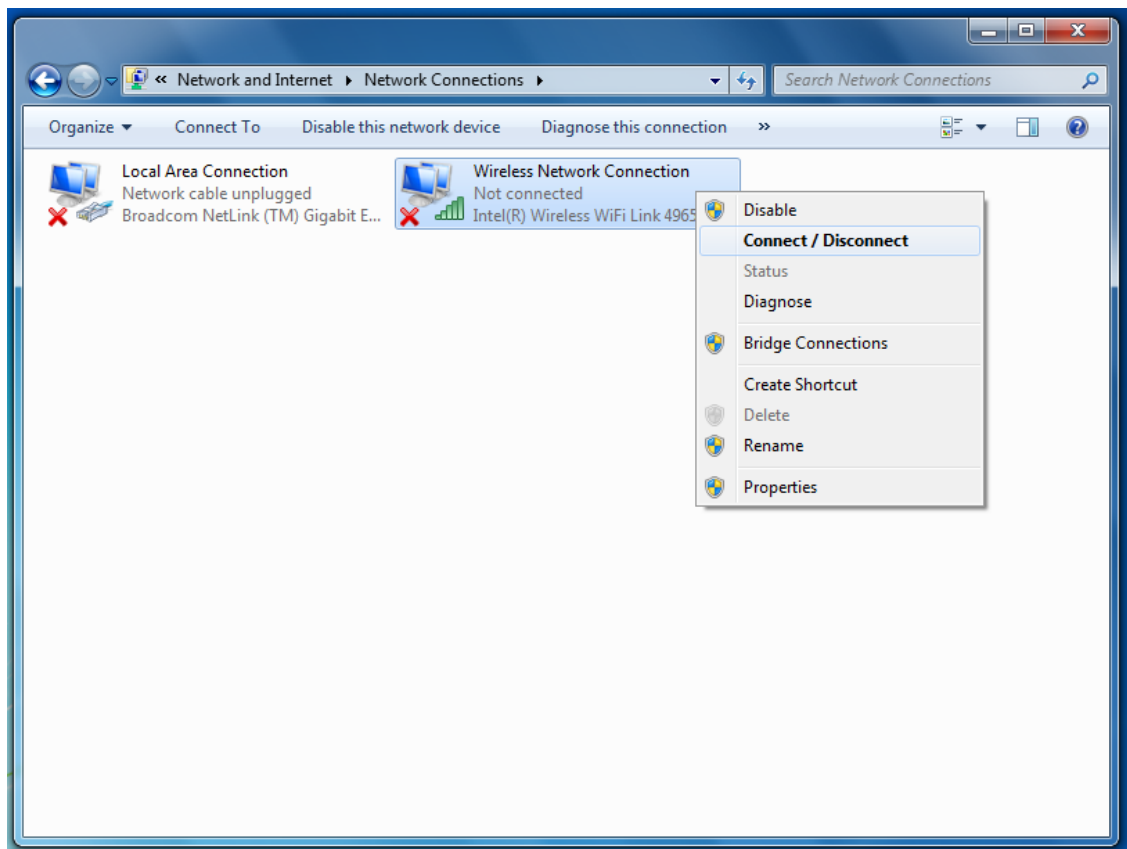 « Network and Internet ▸ Network Connections ▸
Search Network Connections
Organize ▾ Connect To Disable this network device Diagnose this connection »
Local Area Connection
Network cable unplugged
Broadcom NetLink (TM) Gigabit E...
Wireless Network Connection
Not connected
Intel(R) Wireless WiFi Link 4965
Disable
Connect / Disconnect
Status
Diagnose
Bridge Connections
Create Shortcut
Delete
Rename
Properties